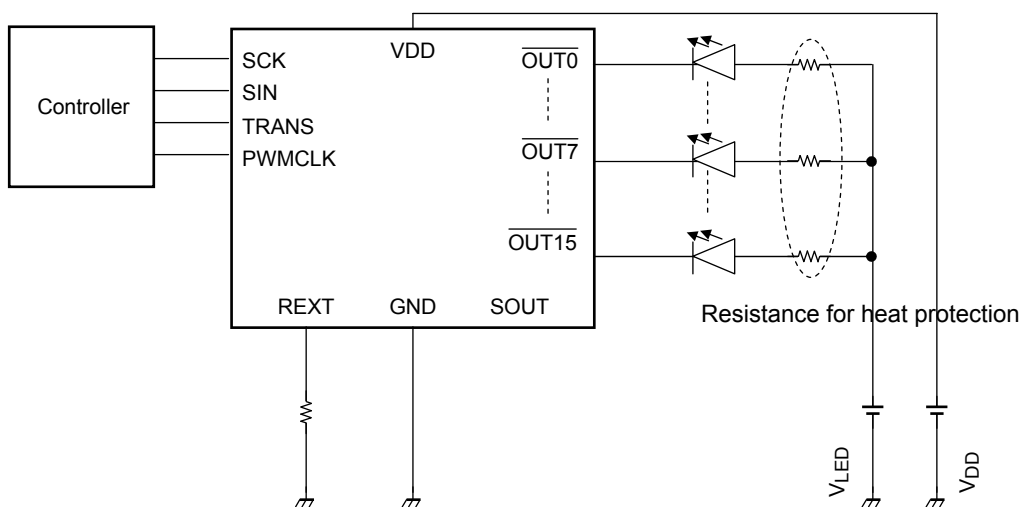 Controller
SCK
SIN
TRANS
PWMCLK
VDD
OUT0
OUT7
OUT15
REXT
GND
SOUT
Resistance for heat protection
VLED
VDD